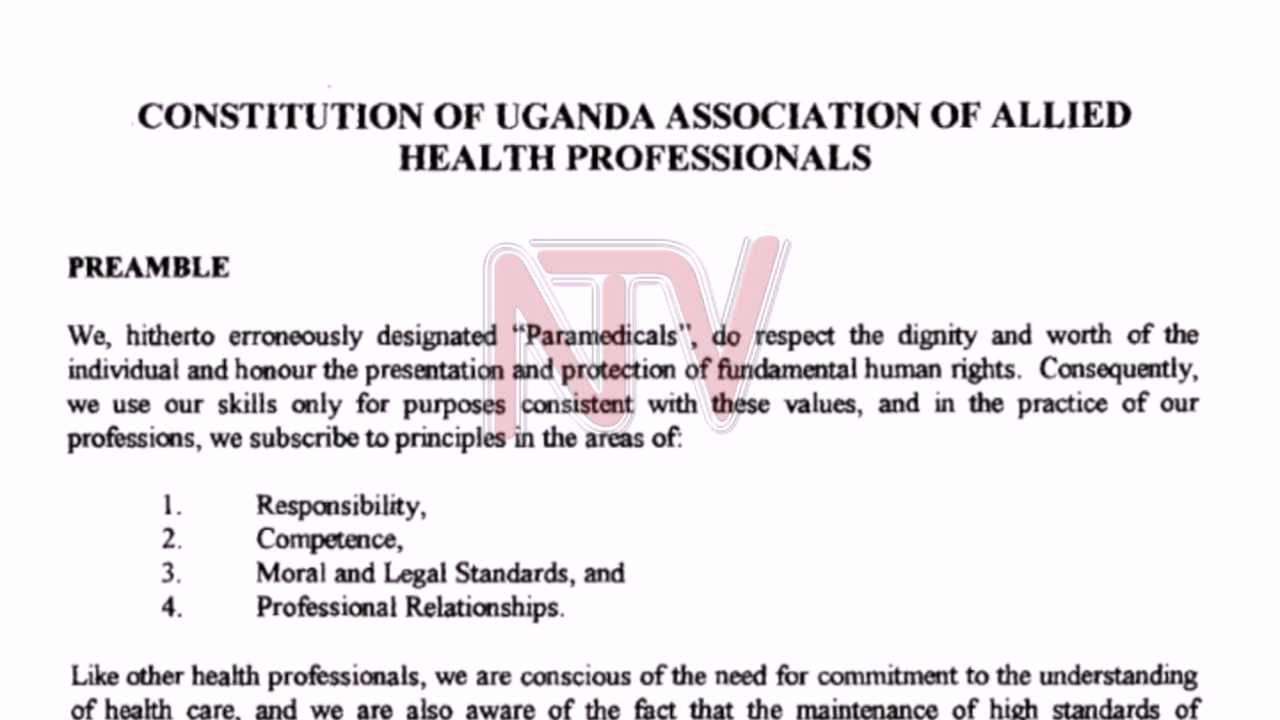 CONSTITUTION OF UGANDA ASSOCIATION OF ALLIED
HEALTH PROFESSIONALS
PREAMBLE
NTV
We, hitherto erroneously designated “Paramedicals”, do respect the dignity and worth of the
individual and honour the presentation and protection of fundamental human rights. Consequently,
we use our skills only for purposes consistent with these values, and in the practice of our
professions, we subscribe to principles in the areas of:
1. Responsibility,
2. Competence,
3. Moral and Legal Standards, and
4. Professional Relationships.
Like other health professionals, we are conscious of the need for commitment to the understanding
of health care, and we are also aware of the fact that the maintenance of high standards of